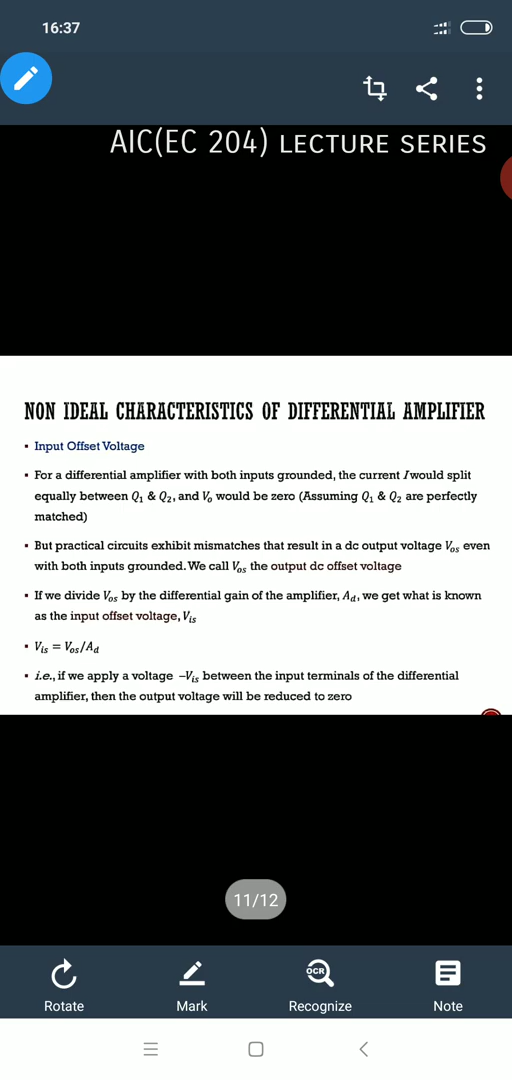 16:37
AIC(EC 204) LECTURE SERIES
NON IDEAL CHARACTERISTICS OF DIFFERENTIAL AMPLIFIER
▪ Input Offset Voltage
▪ For a differential amplifier with both inputs grounded, the current I would split
equally between Q₁ & Q₂, and Vₒ would be zero (Assuming Q₁ & Q₂ are perfectly
matched)
▪ But practical circuits exhibit mismatches that result in a dc output voltage Vₒₛ even
with both inputs grounded. We call Vₒₛ the output dc offset voltage
▪ If we divide Vₒₛ by the differential gain of the amplifier, A_d, we get what is known
as the input offset voltage, Vᵢₛ
▪ Vᵢₛ = Vₒₛ/A_d
▪ i.e., if we apply a voltage −Vᵢₛ between the input terminals of the differential
amplifier, then the output voltage will be reduced to zero
11/12
OCR
Rotate Mark Recognize Note